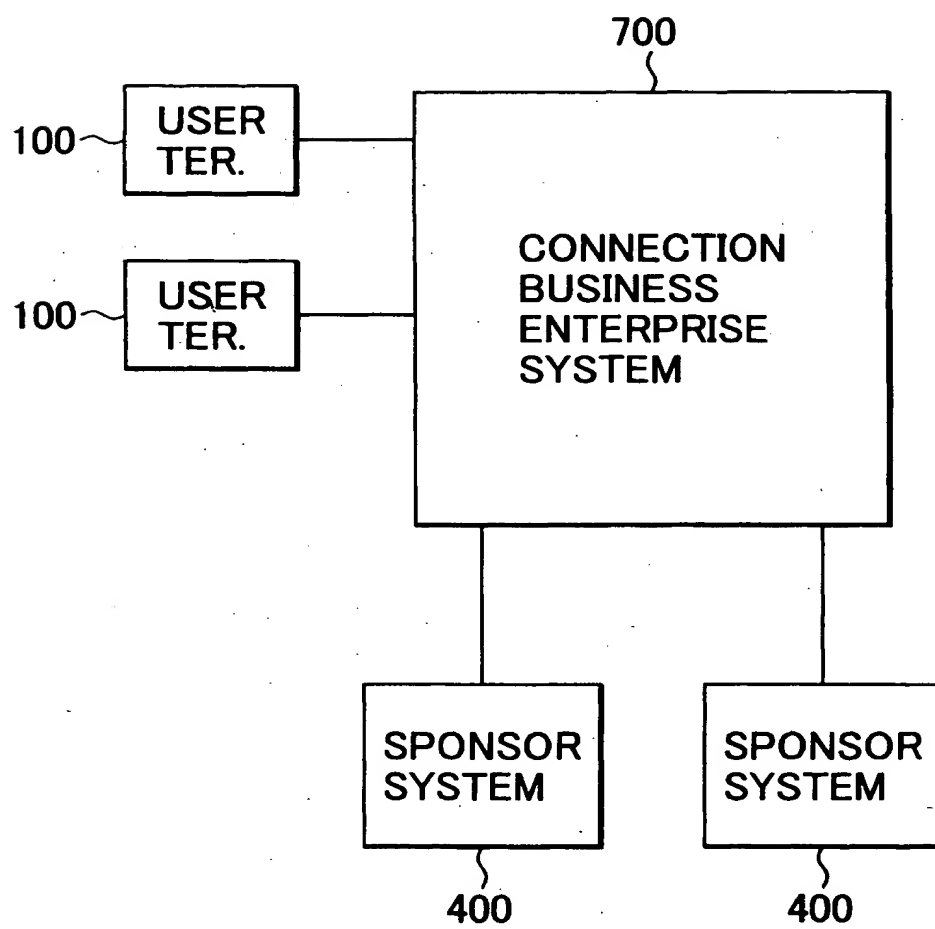 700
100
USER
TER.
100
USER
TER.
CONNECTION
BUSINESS
ENTERPRISE
SYSTEM
SPONSOR
SYSTEM
SPONSOR
SYSTEM
400
400